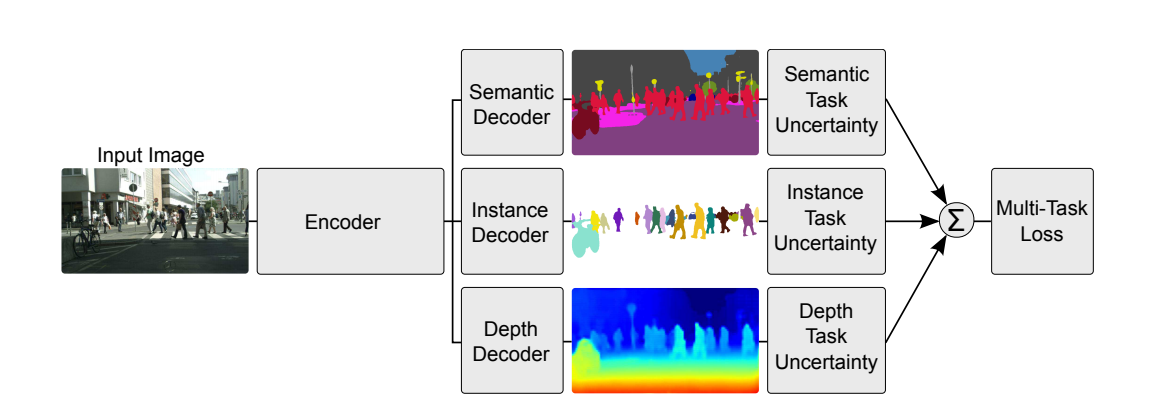 Input Image
Encoder
Semantic
Decoder
Instance
Decoder
Depth
Decoder
Semantic
Task
Uncertainty
Instance
Task
Uncertainty
Depth
Task
Uncertainty
Σ
Multi-Task
Loss